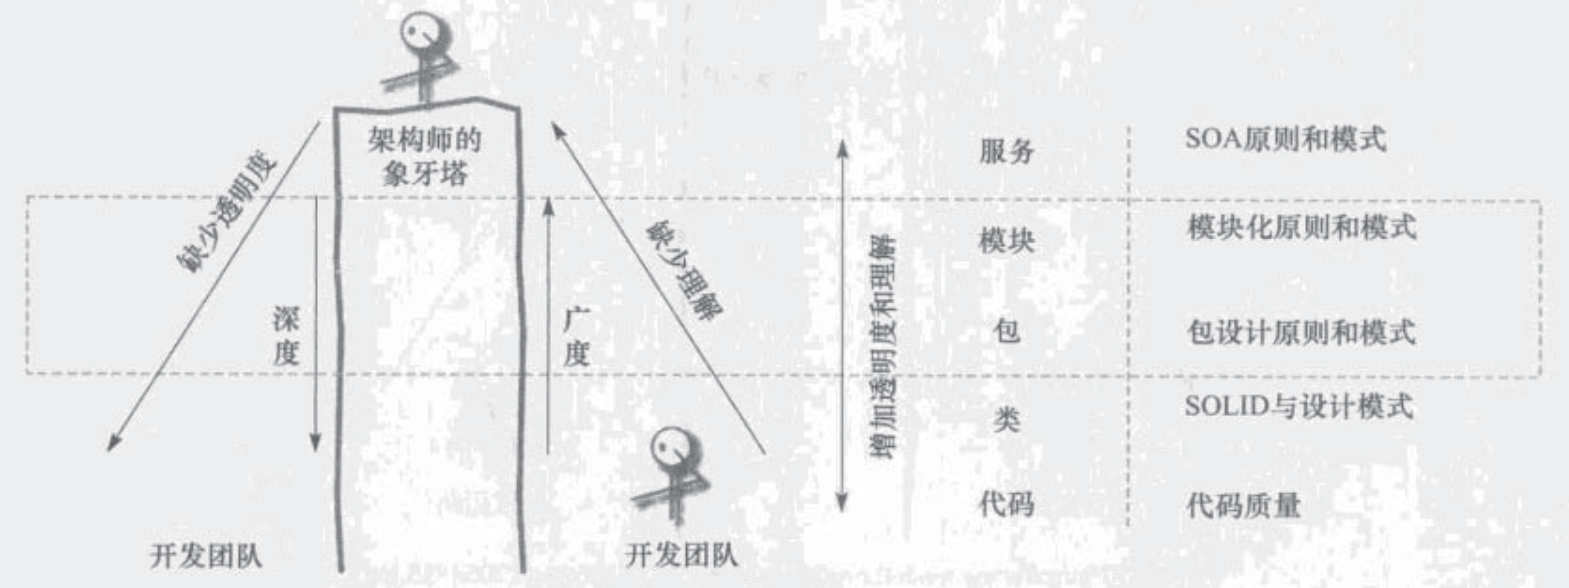 架构师的
象牙塔
缺少透明度
深
度
广
度
缺少理解
开发团队
开发团队
增加透明度和理解
服务
SOA原则和模式
模块
模块化原则和模式
包
包设计原则和模式
类
SOLID与设计模式
代码
代码质量